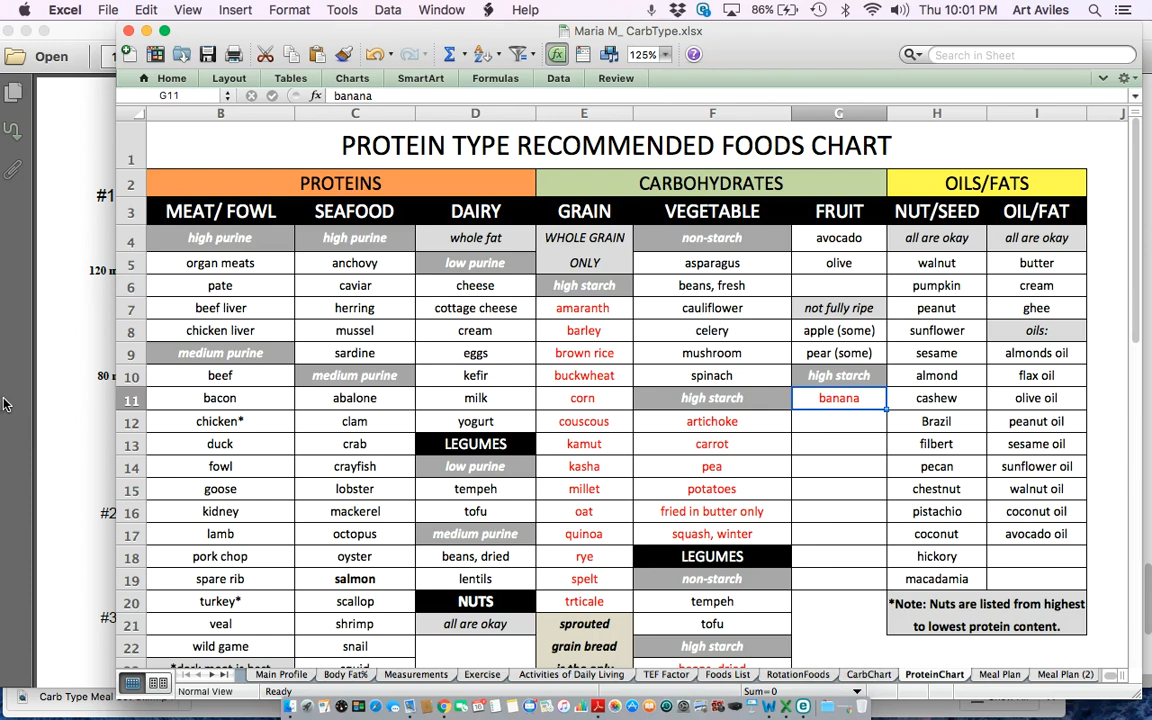 Excel File Edit View Insert Format Tools Data Window Help 86% Thu 10:01 PM Art Aviles
Maria M_ CarbType.xlsx
Open 125% Search in Sheet
Home Layout Tables Charts SmartArt Formulas Data Review
G11 fx banana
B C D E F G H I J
1 PROTEIN TYPE RECOMMENDED FOODS CHART
2 PROTEINS CARBOHYDRATES OILS/FATS
3 MEAT/ FOWL SEAFOOD DAIRY GRAIN VEGETABLE FRUIT NUT/SEED OIL/FAT
4 high purine high purine whole fat WHOLE GRAIN non-starch avocado all are okay all are okay
5 organ meats anchovy low purine ONLY asparagus olive walnut butter
6 pate caviar cheese high starch beans, fresh pumpkin cream
7 beef liver herring cottage cheese amaranth cauliflower not fully ripe peanut ghee
8 chicken liver mussel cream barley celery apple (some) sunflower oils:
9 medium purine sardine eggs brown rice mushroom pear (some) sesame almonds oil
10 beef medium purine kefir buckwheat spinach high starch almond flax oil
11 bacon abalone milk corn high starch banana cashew olive oil
12 chicken* clam yogurt couscous artichoke Brazil peanut oil
13 duck crab LEGUMES kamut carrot filbert sesame oil
14 fowl crayfish low purine kasha pea pecan sunflower oil
15 goose lobster tempeh millet potatoes chestnut walnut oil
16 kidney mackerel tofu oat fried in butter only pistachio coconut oil
17 lamb octopus medium purine quinoa squash, winter coconut avocado oil
18 pork chop oyster beans, dried rye LEGUMES hickory
19 spare rib salmon lentils spelt non-starch macadamia
20 turkey* scallop NUTS trticale tempeh *Note: Nuts are listed from highest
21 veal shrimp all are okay sprouted tofu to lowest protein content.
22 wild game snail grain bread high starch
#1
120 m
80 m
#2
#3
Main Profile Body Fat% Measurements Exercise Activities of Daily Living TEF Factor Foods List RotationFoods CarbChart ProteinChart Meal Plan Meal Plan (2)
Normal View Ready Sum=0